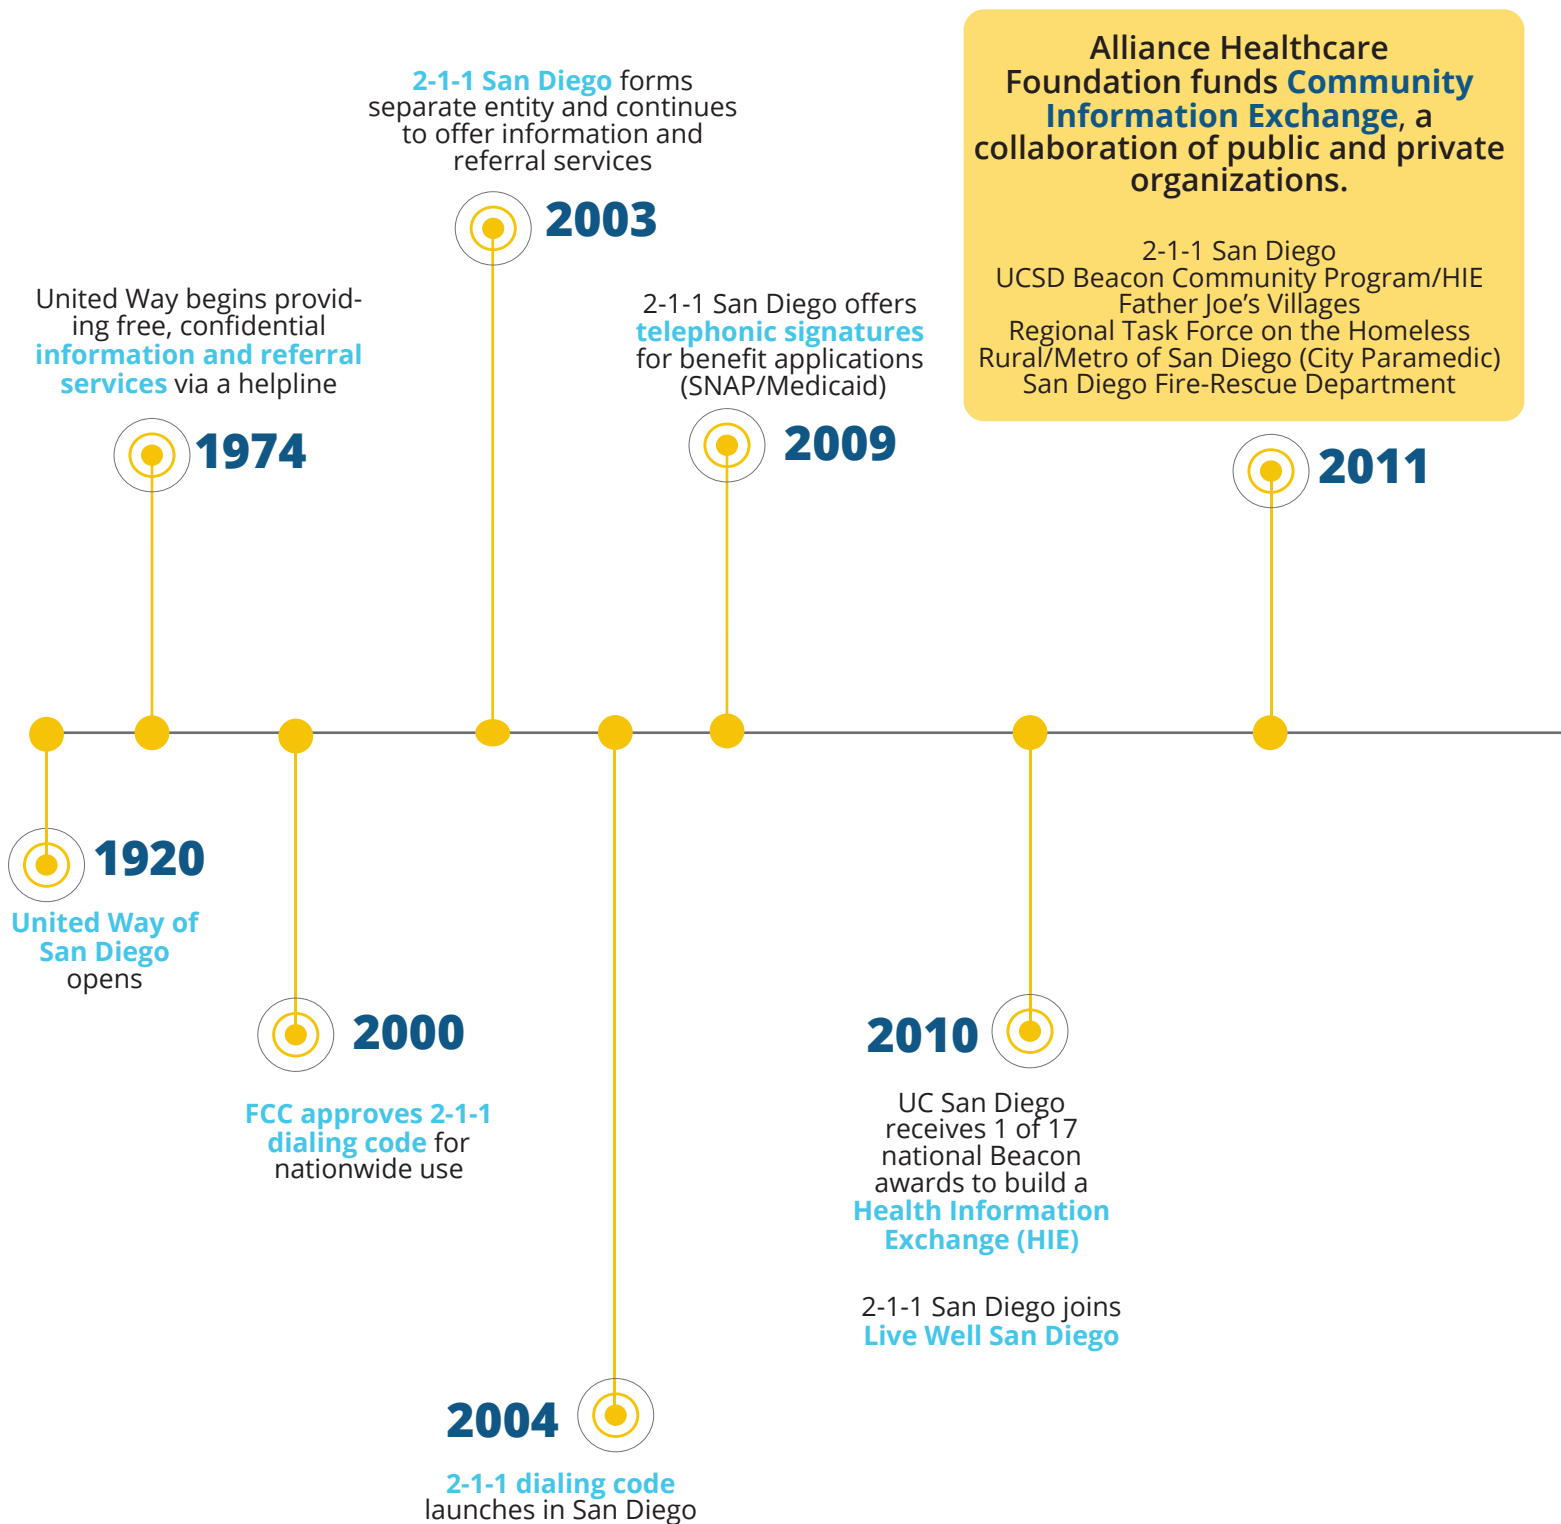 2-1-1 San Diego forms
separate entity and continues
to offer information and
referral services
2003
Alliance Healthcare
Foundation funds Community
Information Exchange, a
collaboration of public and private
organizations.
2-1-1 San Diego
UCSD Beacon Community Program/HIE
Father Joe's Villages
Regional Task Force on the Homeless
Rural/Metro of San Diego (City Paramedic)
San Diego Fire-Rescue Department
2011
United Way begins provid-
ing free, confidential
information and referral
services via a helpline
1974
2-1-1 San Diego offers
telephonic signatures
for benefit applications
(SNAP/Medicaid)
2009
1920
United Way of
San Diego
opens
2000
FCC approves 2-1-1
dialing code for
nationwide use
2010
UC San Diego
receives 1 of 17
national Beacon
awards to build a
Health Information
Exchange (HIE)
2-1-1 San Diego joins
Live Well San Diego
2004
2-1-1 dialing code
launches in San Diego